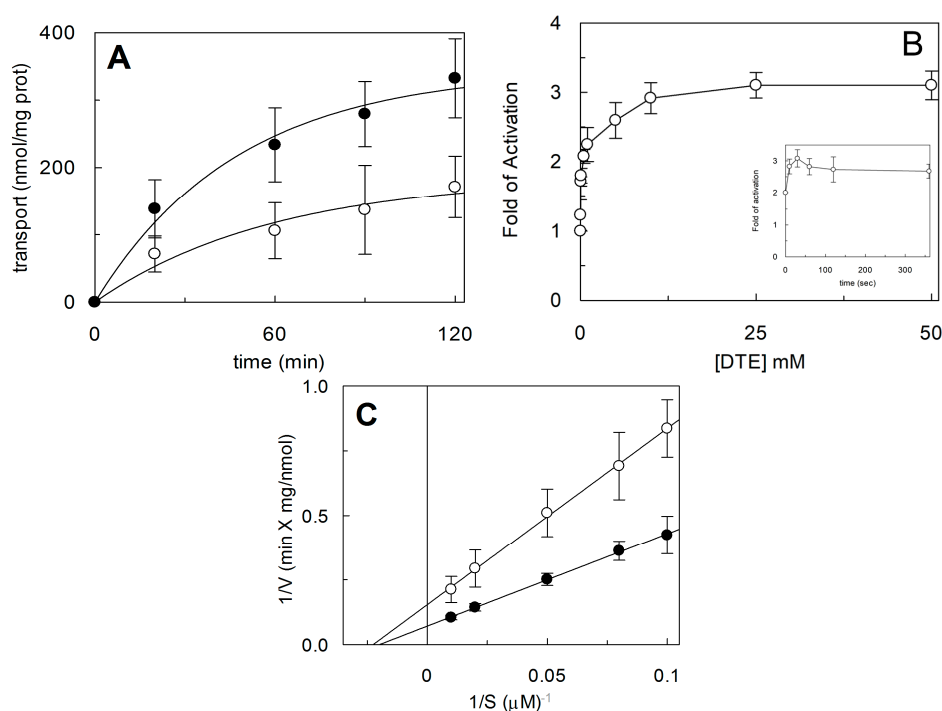 A
400
200
0
transport (nmol/mg prot)
0
60
120
time (min)
B
4
3
2
1
0
Fold of Activation
0
25
50
[DTE] mM
3
2
1
0
Fold of activation
0
100
200
300
time (sec)
C
1.0
0.5
0.0
1/V (min X mg/nmol)
0
0.05
0.1
1/S (μM)⁻¹